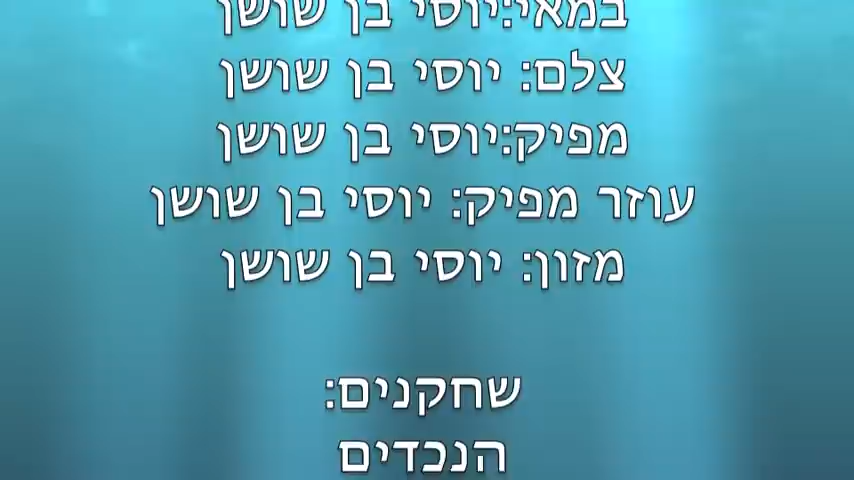 במאי:יוסי בן שושן
צלם: יוסי בן שושן
מפיק:יוסי בן שושן
עוזר מפיק: יוסי בן שושן
מזון: יוסי בן שושן
שחקנים:
הנכדים